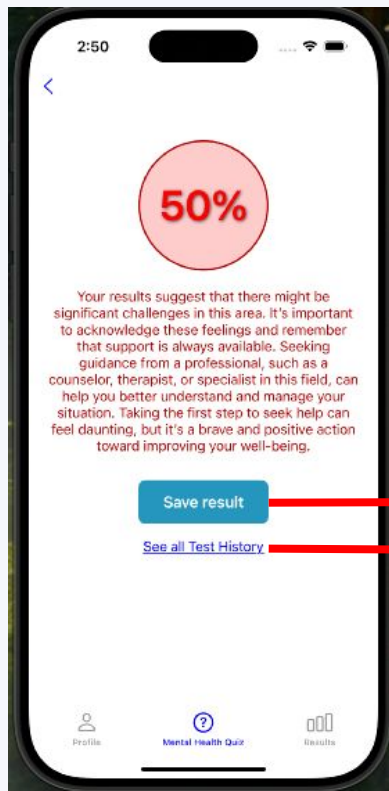 2:50
50%
Your results suggest that there might be
significant challenges in this area. It's important
to acknowledge these feelings and remember
that support is always available. Seeking
guidance from a professional, such as a
counselor, therapist, or specialist in this field, can
help you better understand and manage your
situation. Taking the first step to seek help can
feel daunting, but it's a brave and positive action
toward improving your well-being.
Save result
See all Test History
Profile
Mental Health Quiz
Results